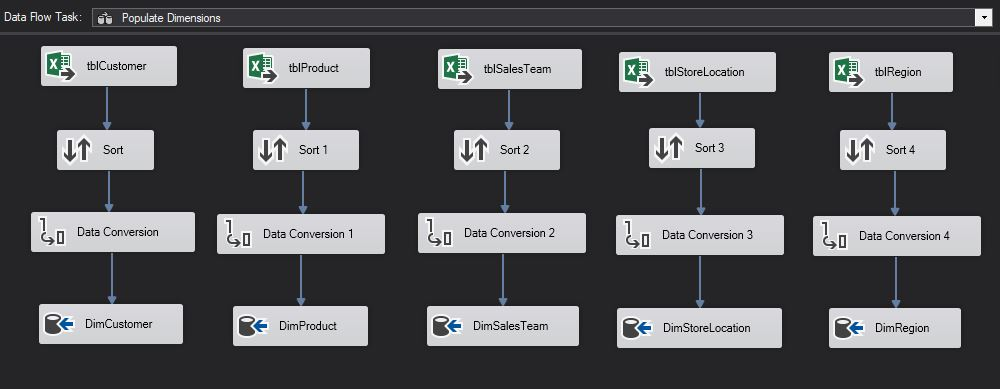 Data Flow Task: Populate Dimensions
tblCustomer
tblProduct
tblSalesTeam
tblStoreLocation
tblRegion
Sort
Sort 1
Sort 2
Sort 3
Sort 4
Data Conversion
Data Conversion 1
Data Conversion 2
Data Conversion 3
Data Conversion 4
DimCustomer
DimProduct
DimSalesTeam
DimStoreLocation
DimRegion